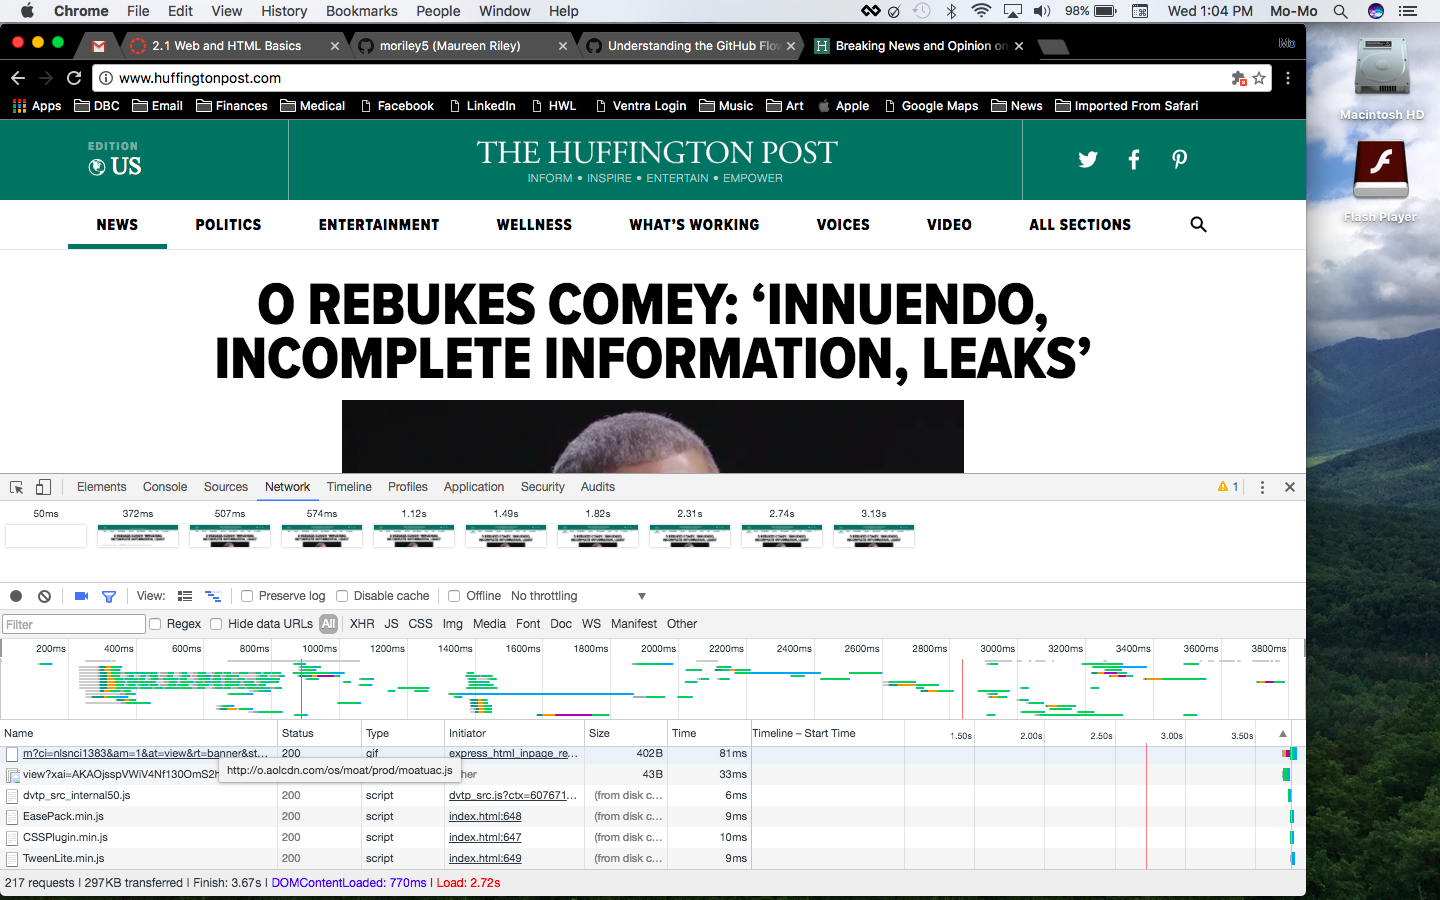 Chrome File Edit View History Bookmarks People Window Help 98% Wed 1:04 PM Mo-Mo
2.1 Web and HTML Basics moriley5 (Maureen Riley) Understanding the GitHub Flow Breaking News and Opinion on Mo
www.huffingtonpost.com
Apps DBC Email Finances Medical Facebook LinkedIn HWL Ventra Login Music Art Apple Google Maps News Imported From Safari
Macintosh HD
Flash Player
EDITION
US
THE HUFFINGTON POST
INFORM • INSPIRE • ENTERTAIN • EMPOWER
NEWS POLITICS ENTERTAINMENT WELLNESS WHAT'S WORKING VOICES VIDEO ALL SECTIONS
O REBUKES COMEY: ‘INNUENDO,
INCOMPLETE INFORMATION, LEAKS’
Elements Console Sources Network Timeline Profiles Application Security Audits 1
50ms 372ms 507ms 574ms 1.12s 1.49s 1.82s 2.31s 2.74s 3.13s
View: Preserve log Disable cache Offline No throttling
Filter Regex Hide data URLs All XHR JS CSS Img Media Font Doc WS Manifest Other
200ms 400ms 600ms 800ms 1000ms 1200ms 1400ms 1600ms 1800ms 2000ms 2200ms 2400ms 2600ms 2800ms 3000ms 3200ms 3400ms 3600ms 3800ms
Name Status Type Initiator Size Time Timeline – Start Time 1.50s 2.00s 2.50s 3.00s 3.50s
m?ci=nlsnci1383&am=1&at=view&rt=banner&st... 200 gif express_html_inpage_re... 402B 81ms
view?xai=AKAOjsspVWiV4Nf130OmS2h 43B 33ms
http://o.aolcdn.com/os/moat/prod/moatuac.js
dvtp_src_internal50.js 200 script dvtp_src.js?ctx=607671... (from disk c... 6ms
EasePack.min.js 200 script index.html:648 (from disk c... 9ms
CSSPlugin.min.js 200 script index.html:647 (from disk c... 10ms
TweenLite.min.js 200 script index.html:649 (from disk c... 9ms
217 requests | 297KB transferred | Finish: 3.67s | DOMContentLoaded: 770ms | Load: 2.72s